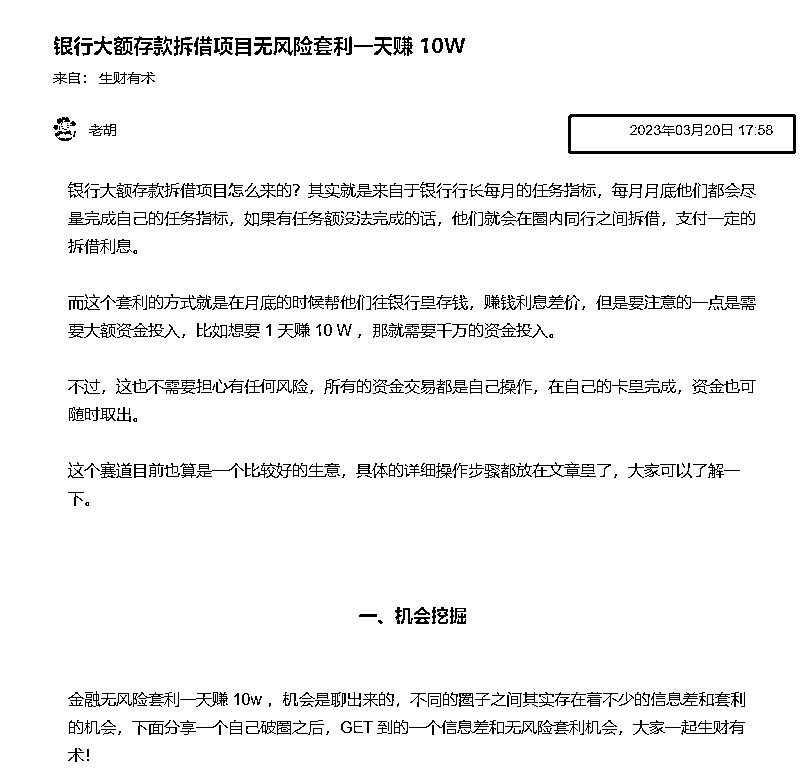 银行大额存款拆借项目无风险套利一天赚 10W
来自： 生财有术
老胡
2023年03月20日 17:58
银行大额存款拆借项目怎么来的？其实就是来自于银行行长每月的任务指标，每月月底他们都会尽
量完成自己的任务指标，如果有任务额没法完成的话，他们就会在圈内同行之间拆借，支付一定的
拆借利息。
而这个套利的方式就是在月底的时候帮他们往银行里存钱，赚钱利息差价，但是要注意的一点是需
要大额资金投入，比如想要 1 天赚 10 W ，那就需要千万的资金投入。
不过，这也不需要担心有任何风险，所有的资金交易都是自己操作，在自己的卡里完成，资金也可
随时取出。
这个赛道目前也算是一个比较好的生意，具体的详细操作步骤都放在文章里了，大家可以了解一
下。
一、机会挖掘
金融无风险套利一天赚 10w ，机会是聊出来的，不同的圈子之间其实存在着不少的信息差和套利
的机会，下面分享一个自己破圈之后，GET 到的一个信息差和无风险套利机会，大家一起生财有
术！